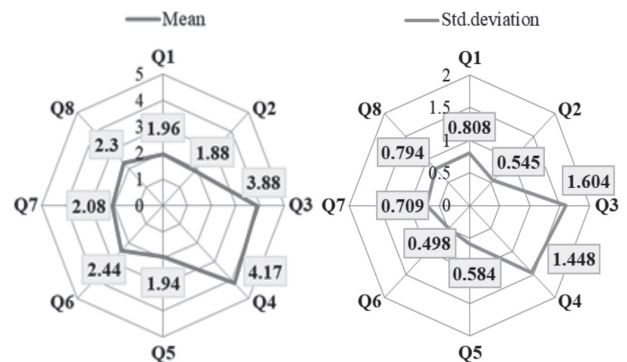 Mean
Q1
5
Q8
4
Q2
3
1.96
2.3
2
1.88
1
3.88
Q7
2.08
0
Q3
2.44
4.17
1.94
Q6
Q4
Q5
Std.deviation
Q1
2
Q8
1.5
Q2
0.808
1
0.794
0.545
0.5
1.604
Q7
0.709
0
Q3
0.498
1.448
0.584
Q6
Q4
Q5